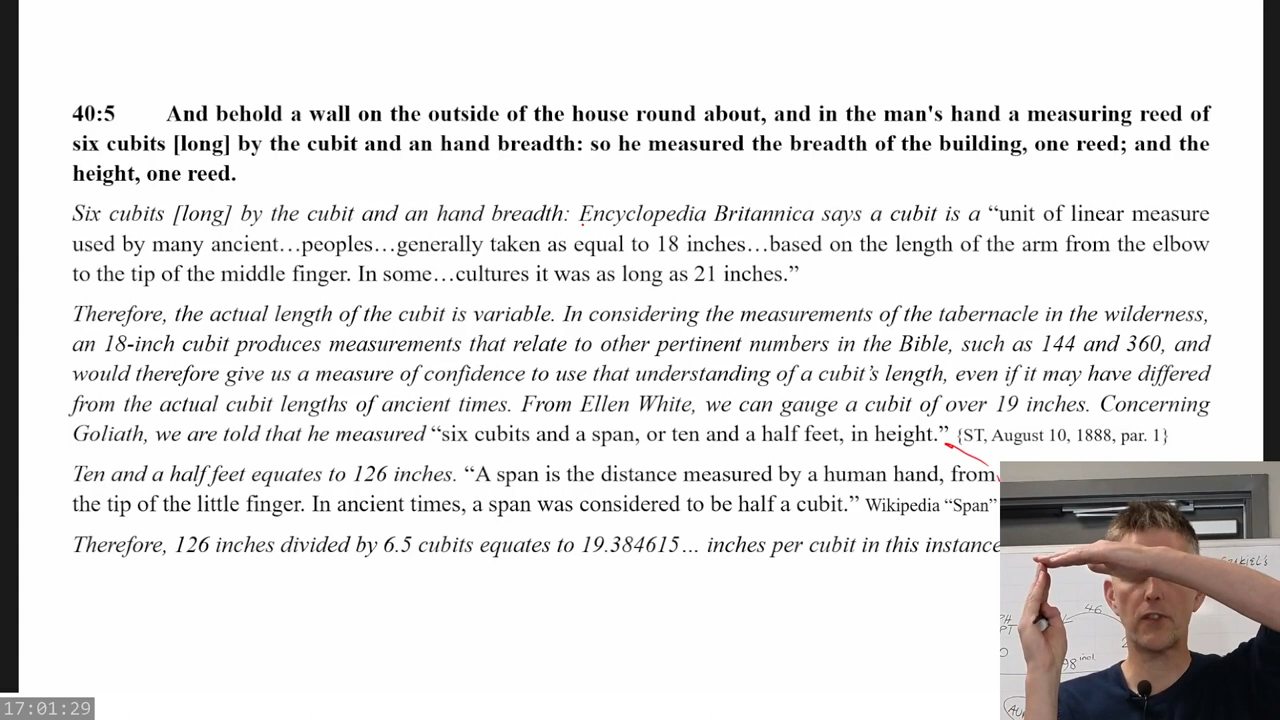 40:5 And behold a wall on the outside of the house round about, and in the man's hand a measuring reed of
six cubits [long] by the cubit and an hand breadth: so he measured the breadth of the building, one reed; and the
height, one reed.
Six cubits [long] by the cubit and an hand breadth: Encyclopedia Britannica says a cubit is a “unit of linear measure
used by many ancient…peoples…generally taken as equal to 18 inches…based on the length of the arm from the elbow
to the tip of the middle finger. In some…cultures it was as long as 21 inches.”
Therefore, the actual length of the cubit is variable. In considering the measurements of the tabernacle in the wilderness,
an 18-inch cubit produces measurements that relate to other pertinent numbers in the Bible, such as 144 and 360, and
would therefore give us a measure of confidence to use that understanding of a cubit’s length, even if it may have differed
from the actual cubit lengths of ancient times. From Ellen White, we can gauge a cubit of over 19 inches. Concerning
Goliath, we are told that he measured “six cubits and a span, or ten and a half feet, in height.” {ST, August 10, 1888, par. 1}
Ten and a half feet equates to 126 inches. “A span is the distance measured by a human hand, from
the tip of the little finger. In ancient times, a span was considered to be half a cubit.” Wikipedia “Span”
Therefore, 126 inches divided by 6.5 cubits equates to 19.384615… inches per cubit in this instance
46
98 incl.
17:01:29